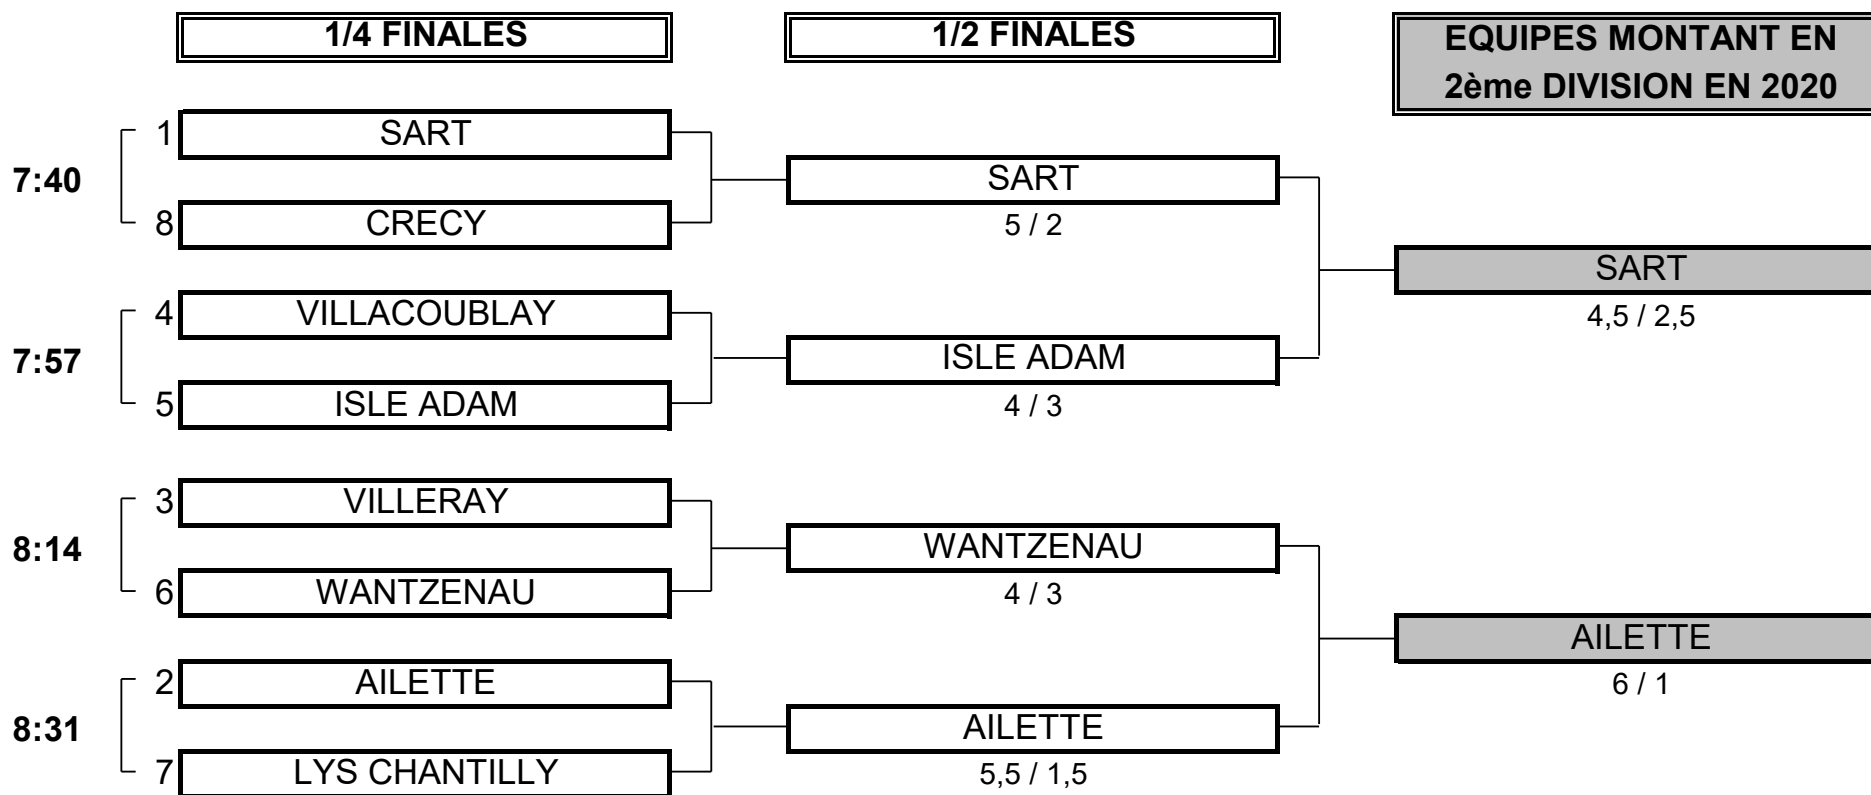 1/4 FINALES
1/2 FINALES
EQUIPES MONTANT EN
2ème DIVISION EN 2020
1 SART
7:40
8 CRECY
SART
5 / 2
4 VILLACOUBLAY
7:57
5 ISLE ADAM
ISLE ADAM
4 / 3
SART
4,5 / 2,5
3 VILLERAY
8:14
6 WANTZENAU
WANTZENAU
4 / 3
2 AILETTE
8:31
7 LYS CHANTILLY
AILETTE
5,5 / 1,5
AILETTE
6 / 1